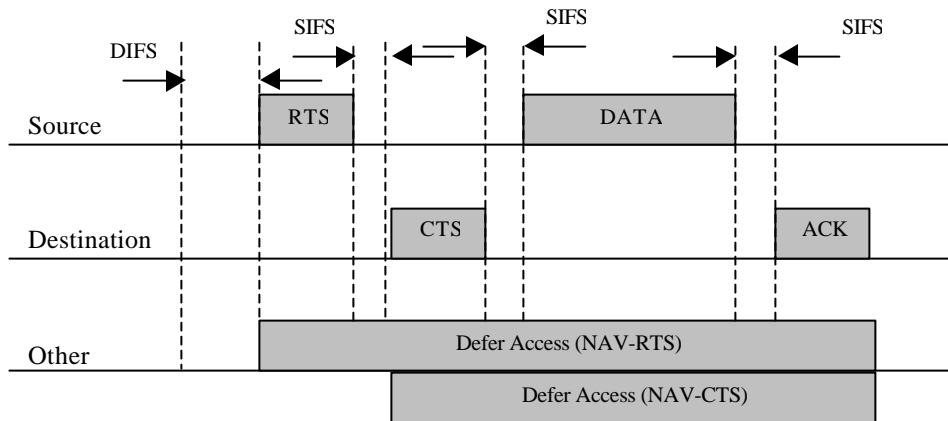 SIFS
SIFS
SIFS
DIFS
RTS
DATA
Source
CTS
ACK
Destination
Defer Access (NAV-RTS)
Other
Defer Access (NAV-CTS)